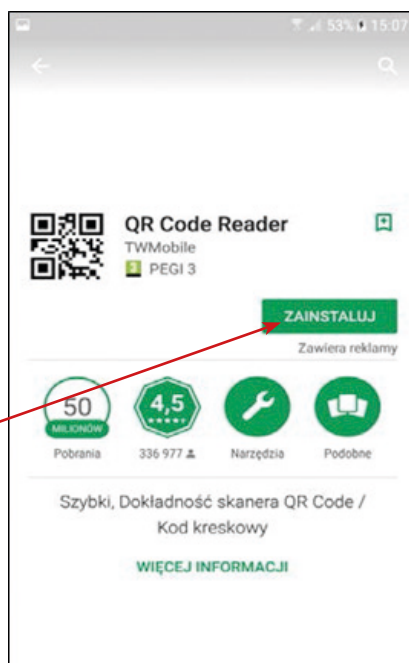 53% 15:07
QR Code Reader
TWMobile
3 PEGI 3
ZAINSTALUJ
Zawiera reklamy
50
MILIONÓW
4,5
Pobrania
336 977
Narzędzia
Podobne
Szybki, Dokładność skanera QR Code /
Kod kreskowy
WIĘCEJ INFORMACJI